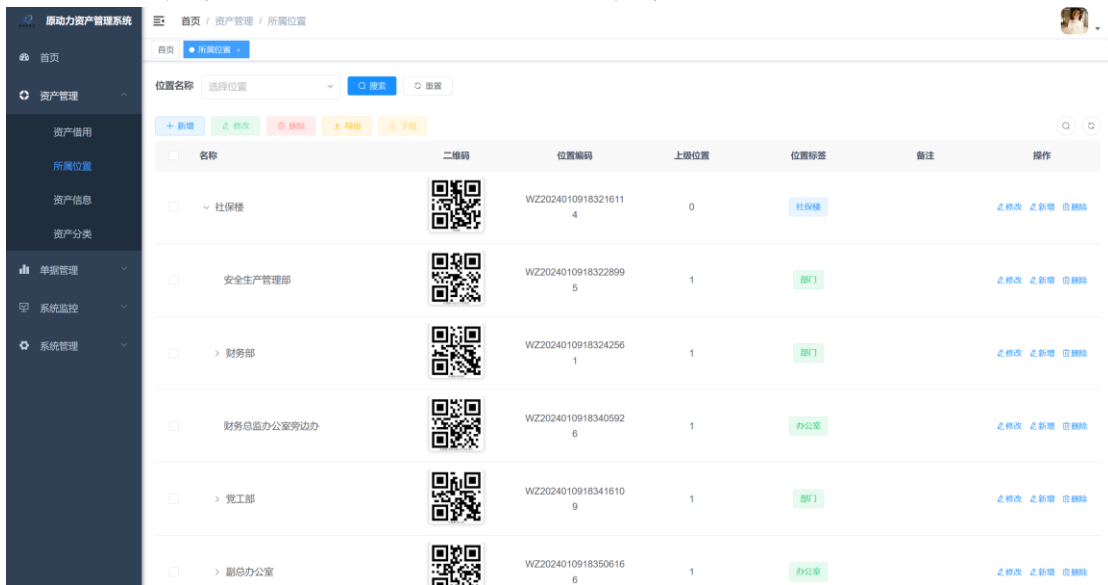 原动力资产管理系统
首页 / 资产管理 / 所属位置
首页
所属位置 ×
首页
资产管理
资产借用
所属位置
资产信息
资产分类
单据管理
系统监控
系统管理
位置名称
选择位置
搜索
重置
+ 新增
修改
删除
导出
下载
名称 二维码 位置编码 上级位置 位置标签 备注 操作
社保楼 WZ2024010918321611 0 社保楼 修改 新增 删除
4
安全生产管理部 WZ2024010918322899 1 部门 修改 新增 删除
5
财务部 WZ2024010918324256 1 部门 修改 新增 删除
1
财务总监办公室旁边办 WZ2024010918340592 1 办公室 修改 新增 删除
6
党工部 WZ2024010918341610 1 部门 修改 新增 删除
9
副总办公室 WZ2024010918350616 1 办公室 修改 新增 删除
6